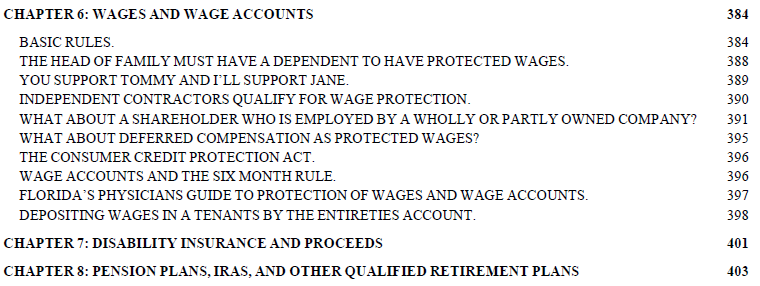 CHAPTER 6: WAGES AND WAGE ACCOUNTS 384
BASIC RULES. 384
THE HEAD OF FAMILY MUST HAVE A DEPENDENT TO HAVE PROTECTED WAGES. 388
YOU SUPPORT TOMMY AND I'LL SUPPORT JANE. 389
INDEPENDENT CONTRACTORS QUALIFY FOR WAGE PROTECTION. 390
WHAT ABOUT A SHAREHOLDER WHO IS EMPLOYED BY A WHOLLY OR PARTLY OWNED COMPANY? 391
WHAT ABOUT DEFERRED COMPENSATION AS PROTECTED WAGES? 395
THE CONSUMER CREDIT PROTECTION ACT. 396
WAGE ACCOUNTS AND THE SIX MONTH RULE. 396
FLORIDA'S PHYSICIANS GUIDE TO PROTECTION OF WAGES AND WAGE ACCOUNTS. 397
DEPOSITING WAGES IN A TENANTS BY THE ENTIRETIES ACCOUNT. 398
CHAPTER 7: DISABILITY INSURANCE AND PROCEEDS 401
CHAPTER 8: PENSION PLANS, IRAS, AND OTHER QUALIFIED RETIREMENT PLANS 403